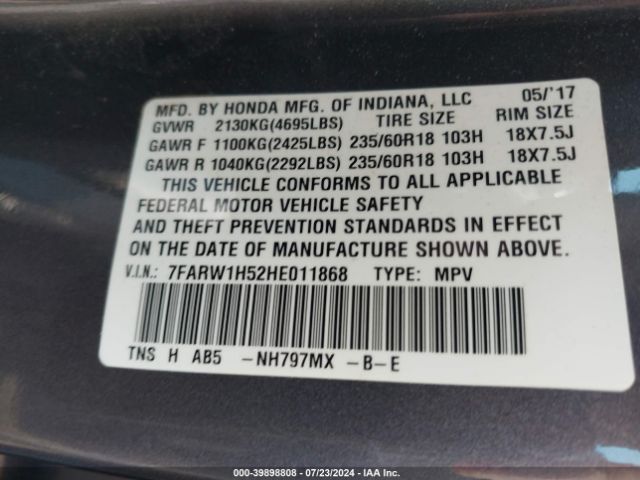 MFD. BY HONDA MFG. OF INDIANA, LLC 05/'17
GVWR 2130KG(4695LBS) TIRE SIZE RIM SIZE
GAWR F 1100KG(2425LBS) 235/60R18 103H 18X7.5J
GAWR R 1040KG(2292LBS) 235/60R18 103H 18X7.5J
THIS VEHICLE CONFORMS TO ALL APPLICABLE
FEDERAL MOTOR VEHICLE SAFETY
AND THEFT PREVENTION STANDARDS IN EFFECT
ON THE DATE OF MANUFACTURE SHOWN ABOVE.
V.I.N.: 7FARW1H52HE011868 TYPE: MPV
TNS H AB5 -NH797MX -B-E
000-39898808 - 07/23/2024 - IAA Inc.